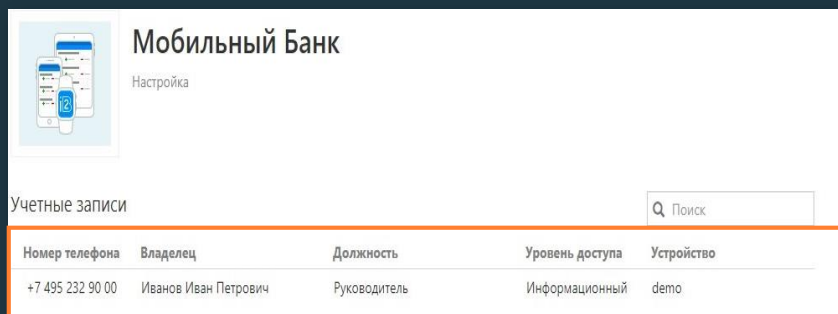 Мобильный Банк
Настройка
Учетные записи
Поиск
Номер телефона Владелец Должность Уровень доступа Устройство
+7 495 232 90 00 Иванов Иван Петрович Руководитель Информационный demo